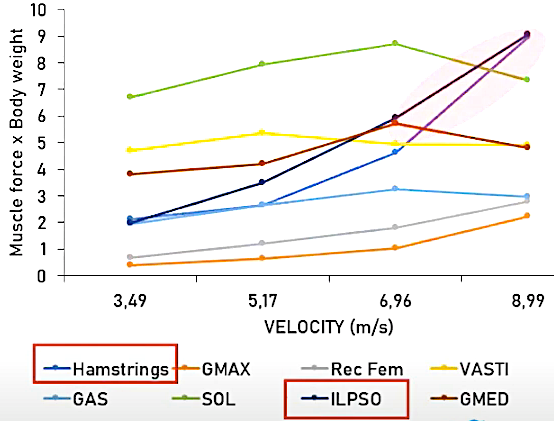 Muscle force x Body weight
10
9
8
7
6
5
4
3
2
1
0
3,49 5,17 6,96 8,99
VELOCITY (m/s)
Hamstrings GMAX Rec Fem VASTI
GAS SOL ILPSO GMED